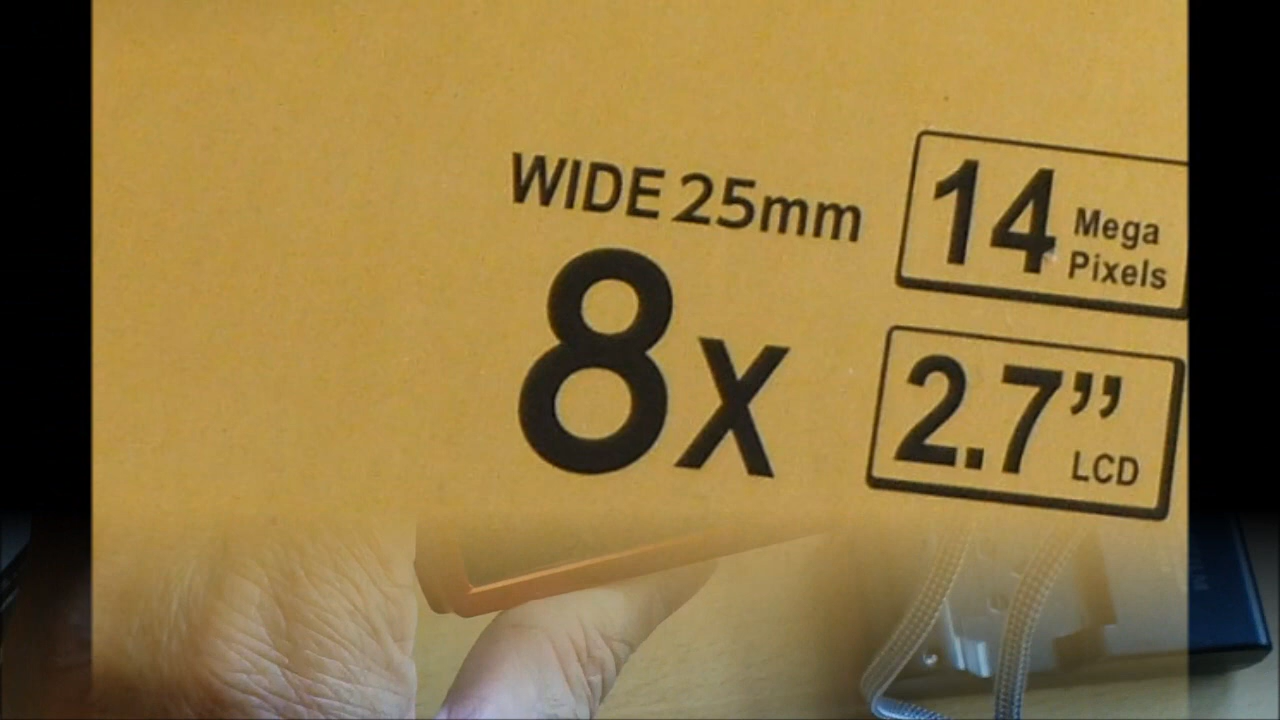 WIDE 25mm
8x
14 Mega
Pixels
2.7”
LCD